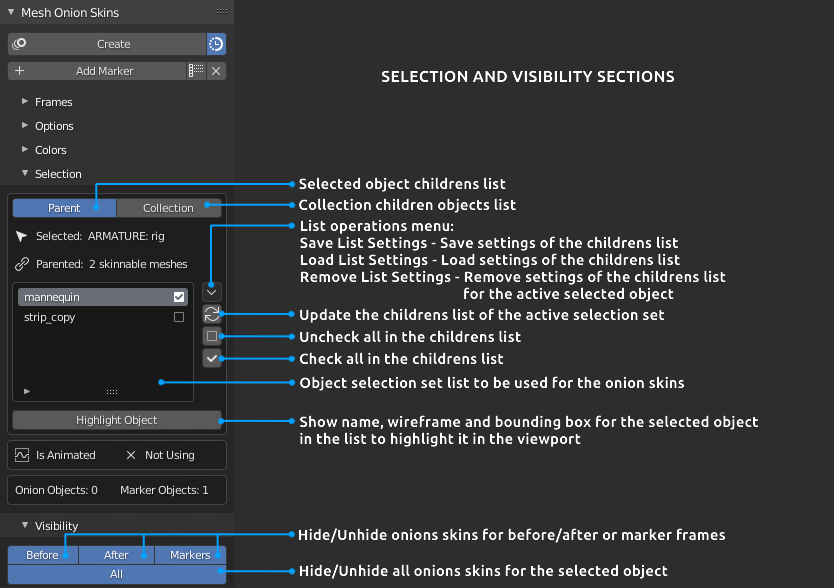 Mesh Onion Skins
Create
Add Marker
SELECTION AND VISIBILITY SECTIONS
Frames
Options
Colors
Selection
Selected object childrens list
Parent Collection
Collection children objects list
List operations menu:
Selected: ARMATURE: rig
Save List Settings - Save settings of the childrens list
Load List Settings - Load settings of the childrens list
Parented: 2 skinnable meshes
Remove List Settings - Remove settings of the childrens list
for the active selected object
mannequin
strip_copy
Update the childrens list of the active selection set
Uncheck all in the childrens list
Check all in the childrens list
Object selection set list to be used for the onion skins
Highlight Object
Show name, wireframe and bounding box for the selected object
in the list to highlight it in the viewport
Is Animated Not Using
Onion Objects: 0 Marker Objects: 1
Visibility
Hide/Unhide onions skins for before/after or marker frames
Before After Markers
All
Hide/Unhide all onions skins for the selected object